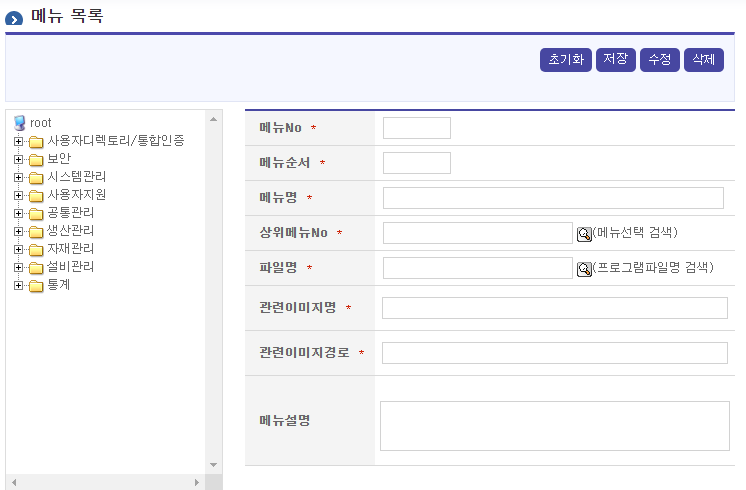 메뉴 목록
초기화 저장 수정 삭제
root
사용자디렉토리/통합인증
보안
시스템관리
사용자지원
공통관리
생산관리
자재관리
설비관리
통계
메뉴No *
메뉴순서 *
메뉴명 *
상위메뉴No * (메뉴선택 검색)
파일명 * (프로그램파일명 검색)
관련이미지명 *
관련이미지경로 *
메뉴설명